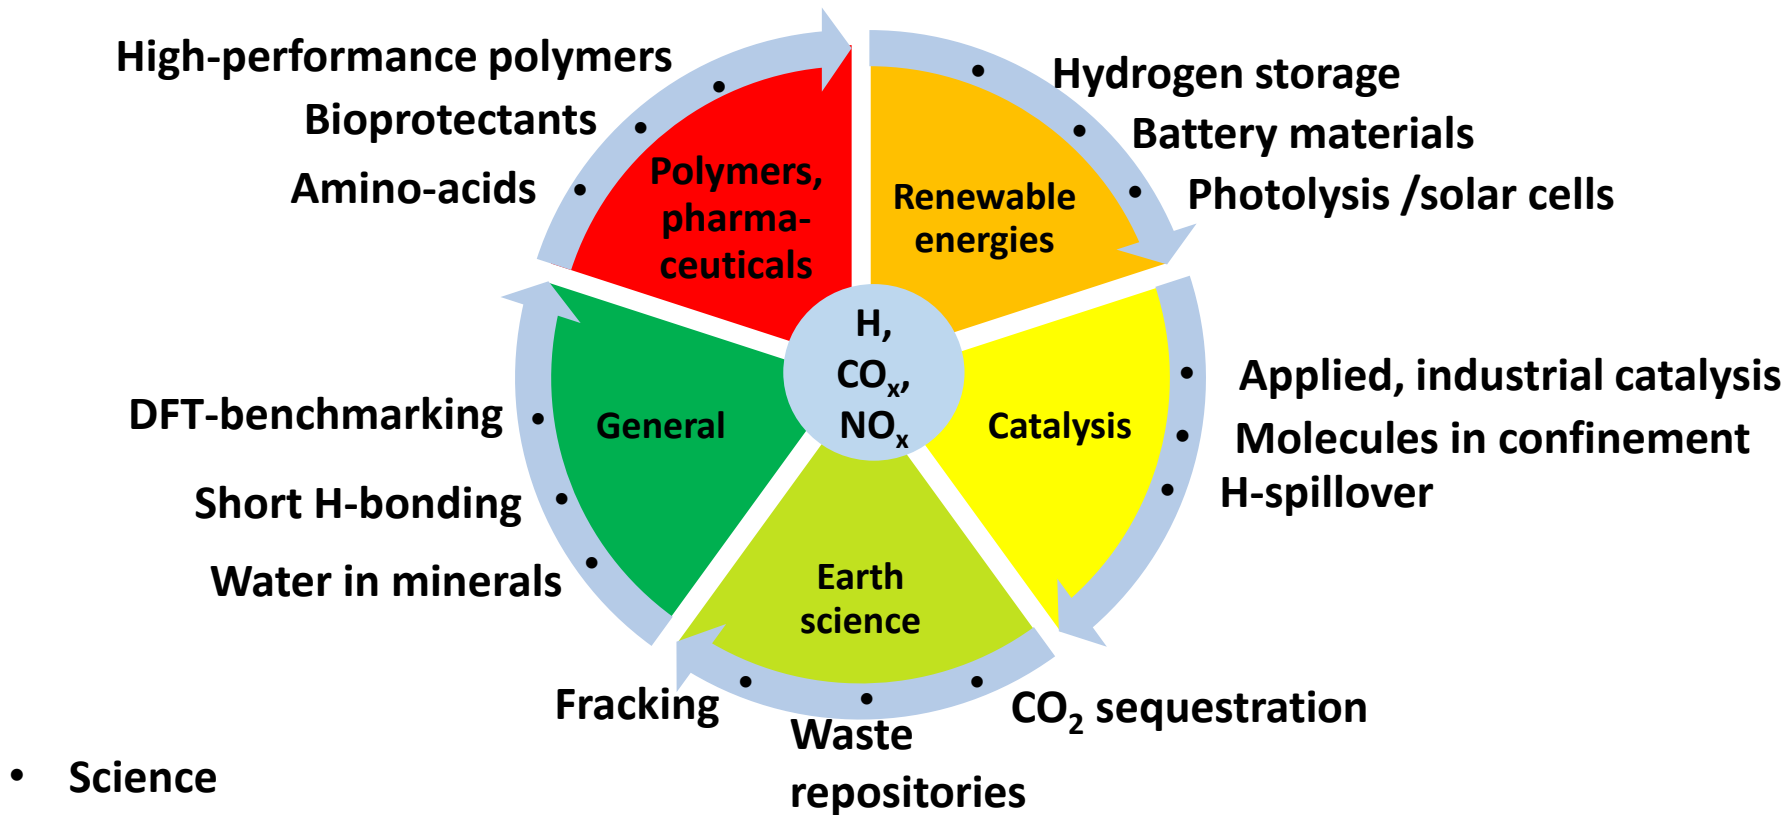 High-performance polymers
Bioprotectants
Amino-acids
Polymers,
pharma-
ceuticals
Hydrogen storage
Battery materials
Photolysis /solar cells
Renewable
energies
H,
COₓ,
NOₓ
Applied, industrial catalysis
Molecules in confinement
H-spillover
Catalysis
DFT-benchmarking
Short H-bonding
Water in minerals
General
Earth
science
Fracking
Waste
repositories
CO₂ sequestration
• Science